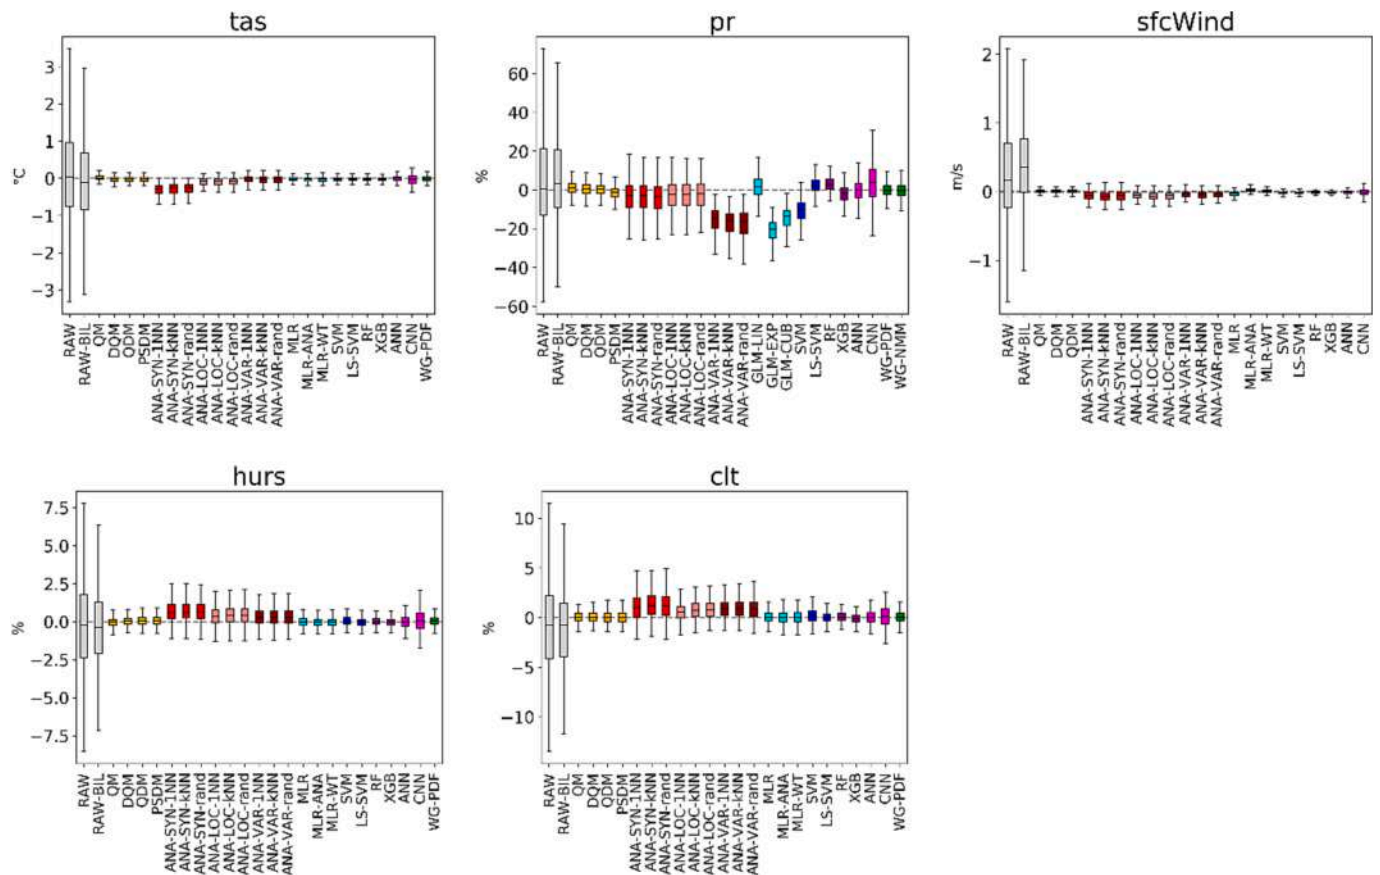 tas
pr
sfcWind
3
2
1
0
−1
−2
−3
°C
60
40
20
0
−20
−40
−60
%
2
1
0
−1
m/s
RAW
RAW-BIL
QM
DQM
QDM
PSDM
ANA-SYN-1NN
ANA-SYN-kNN
ANA-SYN-rand
ANA-LOC-1NN
ANA-LOC-kNN
ANA-LOC-rand
ANA-VAR-1NN
ANA-VAR-kNN
ANA-VAR-rand
MLR
MLR-ANA
MLR-WT
SVM
LS-SVM
RF
XGB
ANN
CNN
WG-PDF
RAW
RAW-BIL
QM
DQM
QDM
PSDM
ANA-SYN-1NN
ANA-SYN-kNN
ANA-SYN-rand
ANA-LOC-1NN
ANA-LOC-kNN
ANA-LOC-rand
ANA-VAR-1NN
ANA-VAR-kNN
ANA-VAR-rand
GLM-LIN
GLM-EXP
GLM-CUB
SVM
LS-SVM
RF
XGB
ANN
CNN
WG-PDF
WG-NMM
RAW
RAW-BIL
QM
DQM
QDM
ANA-SYN-1NN
ANA-SYN-kNN
ANA-SYN-rand
ANA-LOC-1NN
ANA-LOC-kNN
ANA-LOC-rand
ANA-VAR-1NN
ANA-VAR-kNN
ANA-VAR-rand
MLR
MLR-ANA
MLR-WT
SVM
LS-SVM
RF
XGB
ANN
CNN
hurs
clt
7.5
5.0
2.5
0.0
−2.5
−5.0
−7.5
%
10
5
0
−5
−10
%
RAW
RAW-BIL
QM
DQM
QDM
PSDM
ANA-SYN-1NN
ANA-SYN-kNN
ANA-SYN-rand
ANA-LOC-1NN
ANA-LOC-kNN
ANA-LOC-rand
ANA-VAR-1NN
ANA-VAR-kNN
ANA-VAR-rand
MLR
MLR-ANA
MLR-WT
SVM
LS-SVM
RF
XGB
ANN
CNN
WG-PDF
RAW
RAW-BIL
QM
DQM
QDM
PSDM
ANA-SYN-1NN
ANA-SYN-kNN
ANA-SYN-rand
ANA-LOC-1NN
ANA-LOC-kNN
ANA-LOC-rand
ANA-VAR-1NN
ANA-VAR-kNN
ANA-VAR-rand
MLR
MLR-ANA
MLR-WT
SVM
LS-SVM
RF
XGB
ANN
CNN
WG-PDF